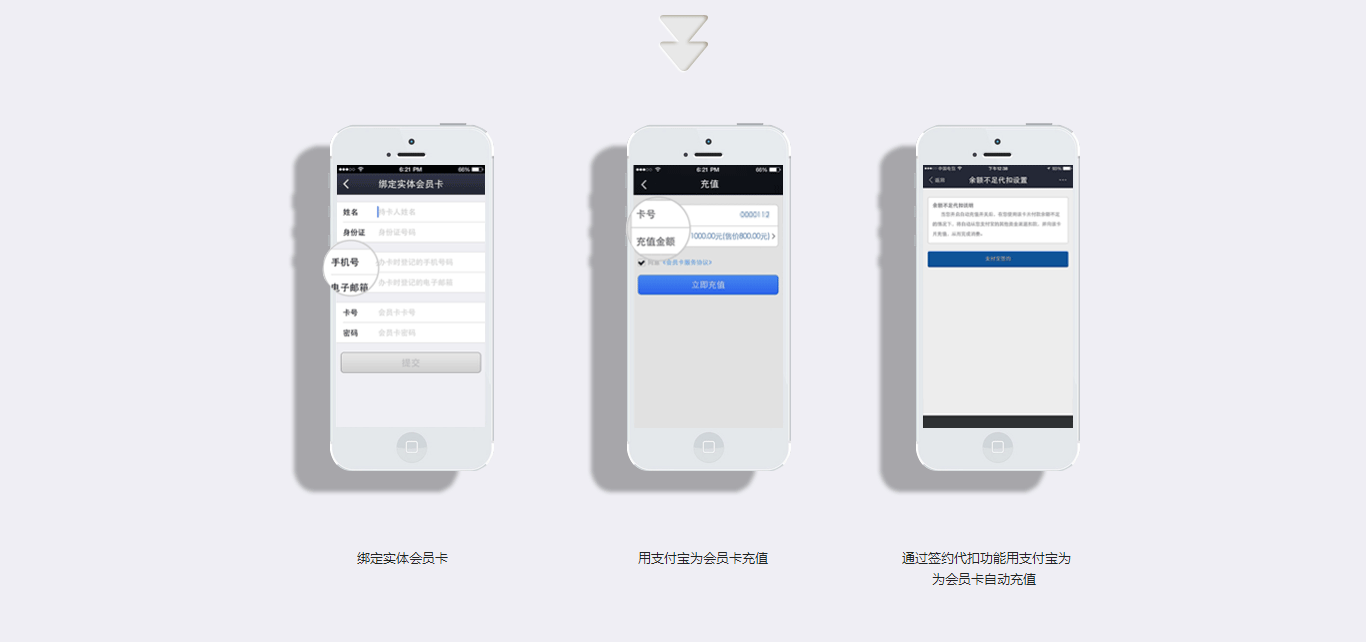 6:21 PM
66%
绑定实体会员卡
姓名
持卡人姓名
身份证
身份证号码
手机号
办卡时登记的手机号码
电子邮箱
办卡时登记的电子邮箱
卡号
会员卡卡号
密码
会员卡密码
提交
绑定实体会员卡
6:21 PM
66%
充值
卡号
0000112
充值金额
1000.00元(售价800.00元)
同意《会员卡服务协议》
立即充值
用支付宝为会员卡充值
中国电信
返回
余额不足代扣设置
余额不足代扣说明
支付宝签约
通过签约代扣功能用支付宝为
为会员卡自动充值